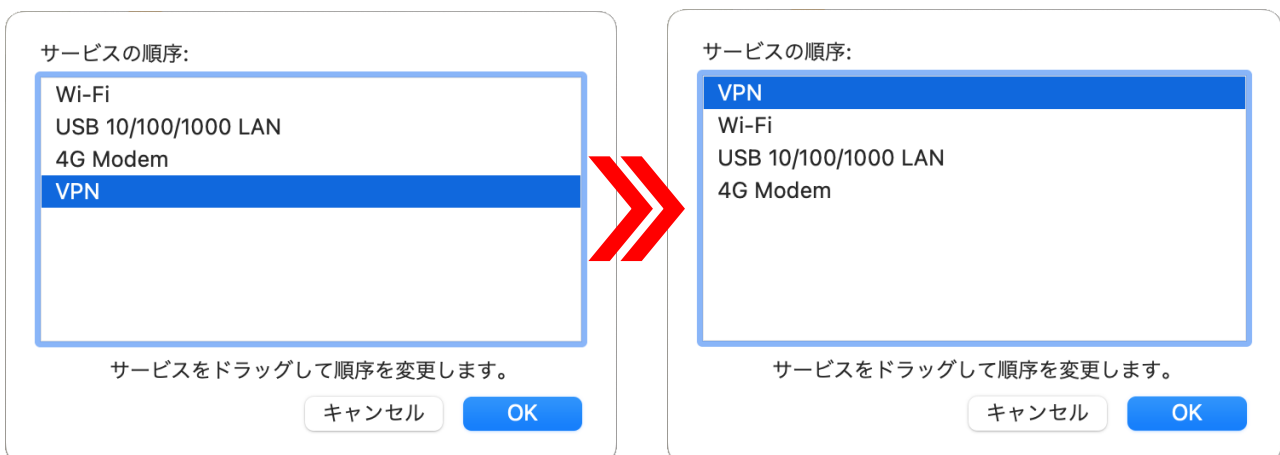 サービスの順序:
Wi-Fi
USB 10/100/1000 LAN
4G Modem
VPN
サービスをドラッグして順序を変更します。
キャンセル
OK
サービスの順序:
VPN
Wi-Fi
USB 10/100/1000 LAN
4G Modem
サービスをドラッグして順序を変更します。
キャンセル
OK